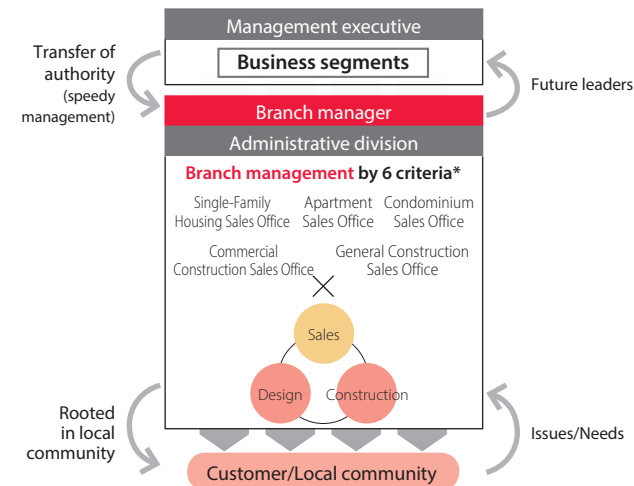 Management executive
Business segments
Transfer of
authority
(speedy
management)
Future leaders
Branch manager
Administrative division
Branch management by 6 criteria*
Single-Family
Housing Sales Office
Apartment
Sales Office
Condominium
Sales Office
Commercial
Construction Sales Office
General Construction
Sales Office
Sales
Design
Construction
Rooted
in local
community
Issues/Needs
Customer/Local community